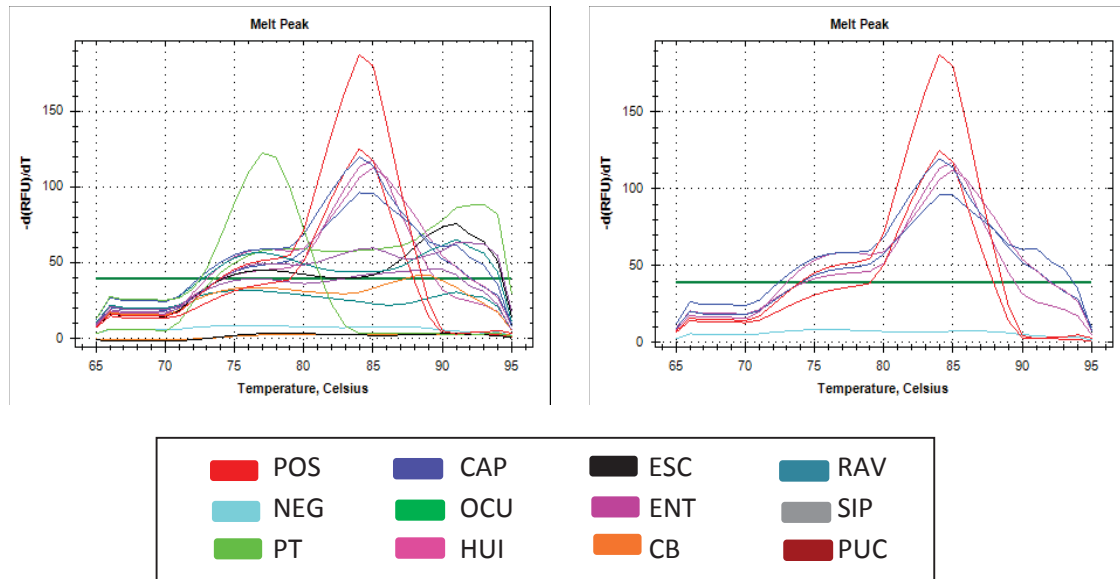 Melt Peak
150
100
50
0
-d(RFU)/dT
65 70 75 80 85 90 95
Temperature, Celsius
Melt Peak
150
100
50
0
-d(RFU)/dT
65 70 75 80 85 90 95
Temperature, Celsius
POS CAP ESC RAV
NEG OCU ENT SIP
PT HUI CB PUC